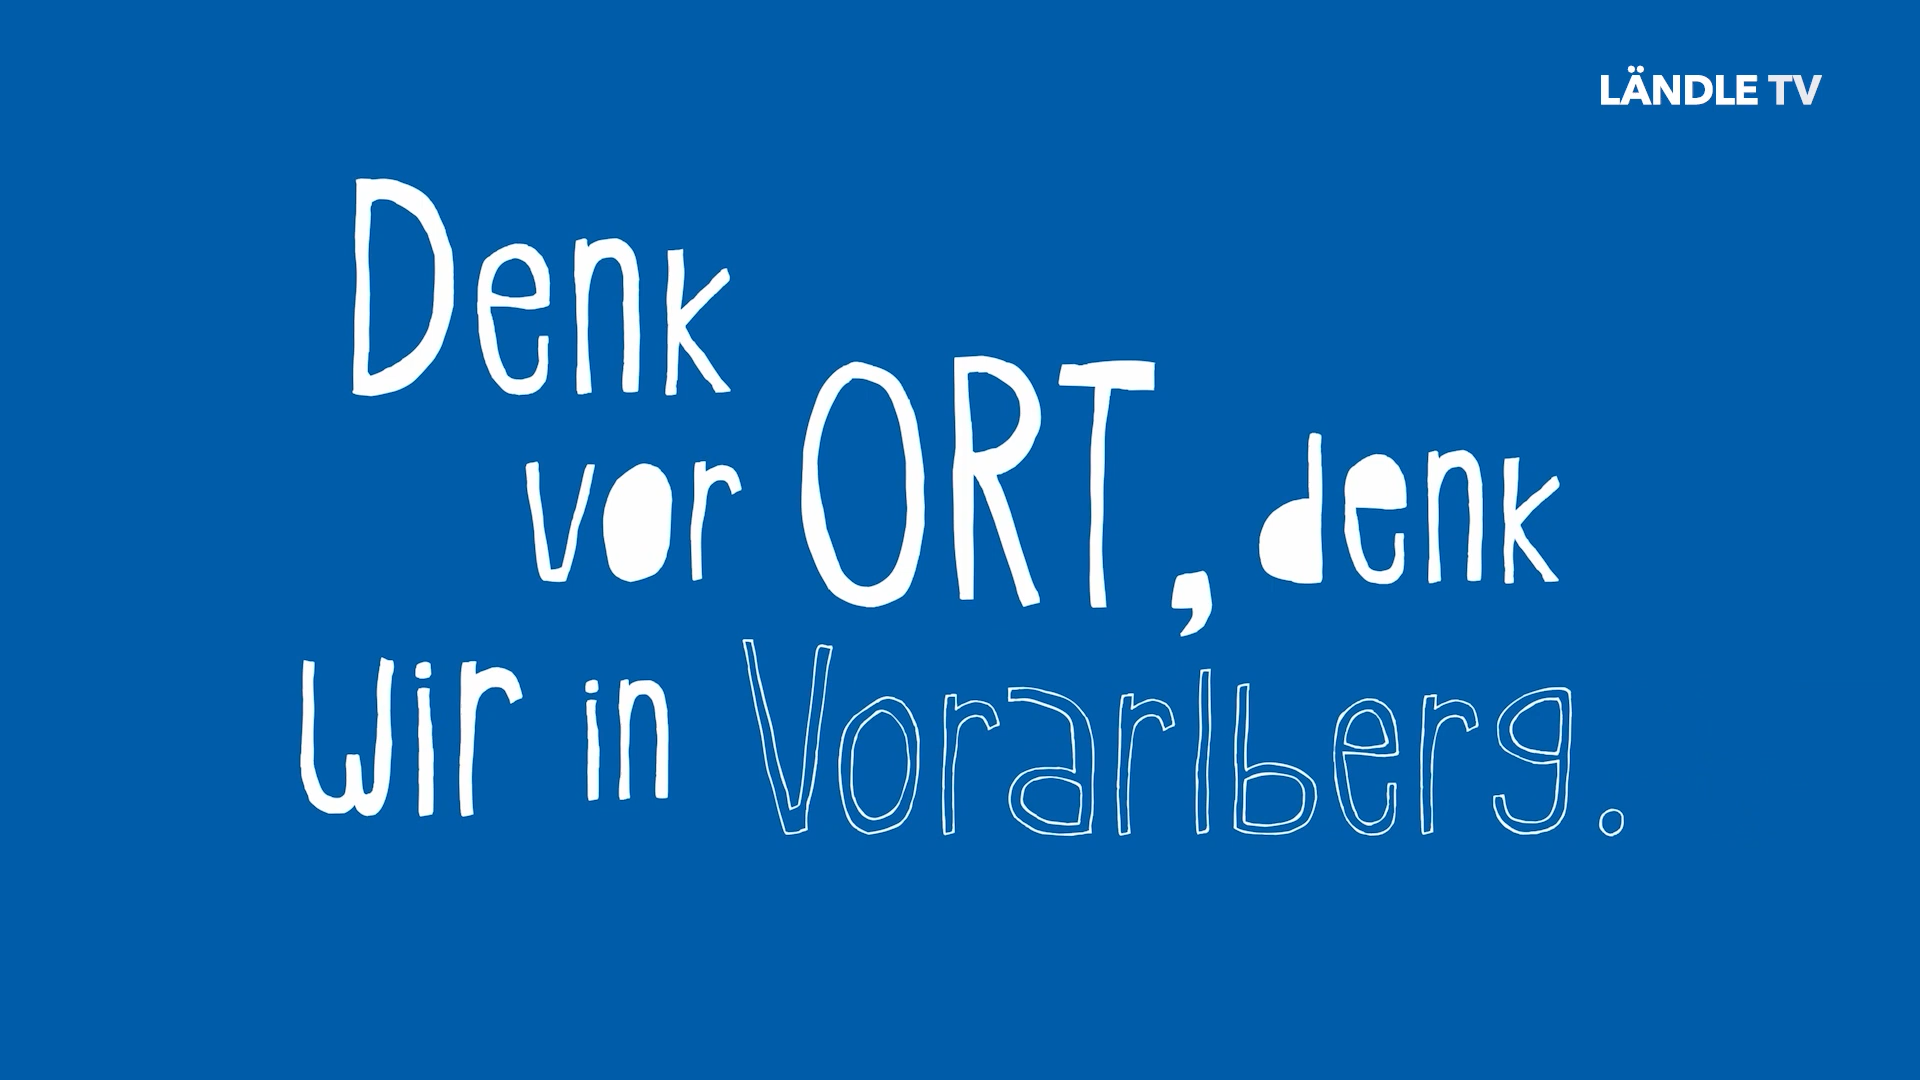 LÄNDLE TV
Denk
vor ORT, denk
wir in Vorarlberg.